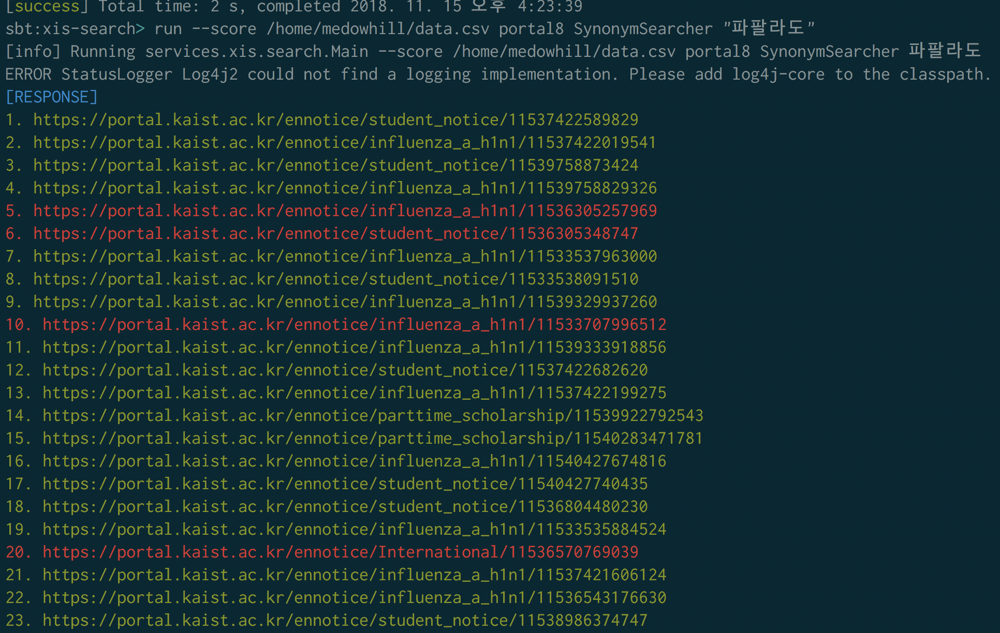 [success] Total time: 2 s, completed 2018. 11. 15 오후 4:23:39
sbt:xis-search> run --score /home/medowhill/data.csv portal8 SynonymSearcher "파팔라도"
[info] Running services.xis.search.Main --score /home/medowhill/data.csv portal8 SynonymSearcher 파팔라도
ERROR StatusLogger Log4j2 could not find a logging implementation. Please add log4j-core to the classpath.
[RESPONSE]
1. https://portal.kaist.ac.kr/ennotice/student_notice/11537422589829
2. https://portal.kaist.ac.kr/ennotice/influenza_a_h1n1/11537422019541
3. https://portal.kaist.ac.kr/ennotice/student_notice/11539758873424
4. https://portal.kaist.ac.kr/ennotice/influenza_a_h1n1/11539758829326
5. https://portal.kaist.ac.kr/ennotice/influenza_a_h1n1/11536305257969
6. https://portal.kaist.ac.kr/ennotice/student_notice/11536305348747
7. https://portal.kaist.ac.kr/ennotice/influenza_a_h1n1/11533537963000
8. https://portal.kaist.ac.kr/ennotice/student_notice/11533538091510
9. https://portal.kaist.ac.kr/ennotice/influenza_a_h1n1/11539329937260
10. https://portal.kaist.ac.kr/ennotice/influenza_a_h1n1/11533707996512
11. https://portal.kaist.ac.kr/ennotice/influenza_a_h1n1/11539333918856
12. https://portal.kaist.ac.kr/ennotice/student_notice/11537422682620
13. https://portal.kaist.ac.kr/ennotice/influenza_a_h1n1/11537422199275
14. https://portal.kaist.ac.kr/ennotice/parttime_scholarship/11539922792543
15. https://portal.kaist.ac.kr/ennotice/parttime_scholarship/11540283471781
16. https://portal.kaist.ac.kr/ennotice/influenza_a_h1n1/11540427674816
17. https://portal.kaist.ac.kr/ennotice/student_notice/11540427740435
18. https://portal.kaist.ac.kr/ennotice/student_notice/11536804480230
19. https://portal.kaist.ac.kr/ennotice/influenza_a_h1n1/11533535884524
20. https://portal.kaist.ac.kr/ennotice/International/11536570769039
21. https://portal.kaist.ac.kr/ennotice/influenza_a_h1n1/11537421606124
22. https://portal.kaist.ac.kr/ennotice/influenza_a_h1n1/11536543176630
23. https://portal.kaist.ac.kr/ennotice/student_notice/11538986374747